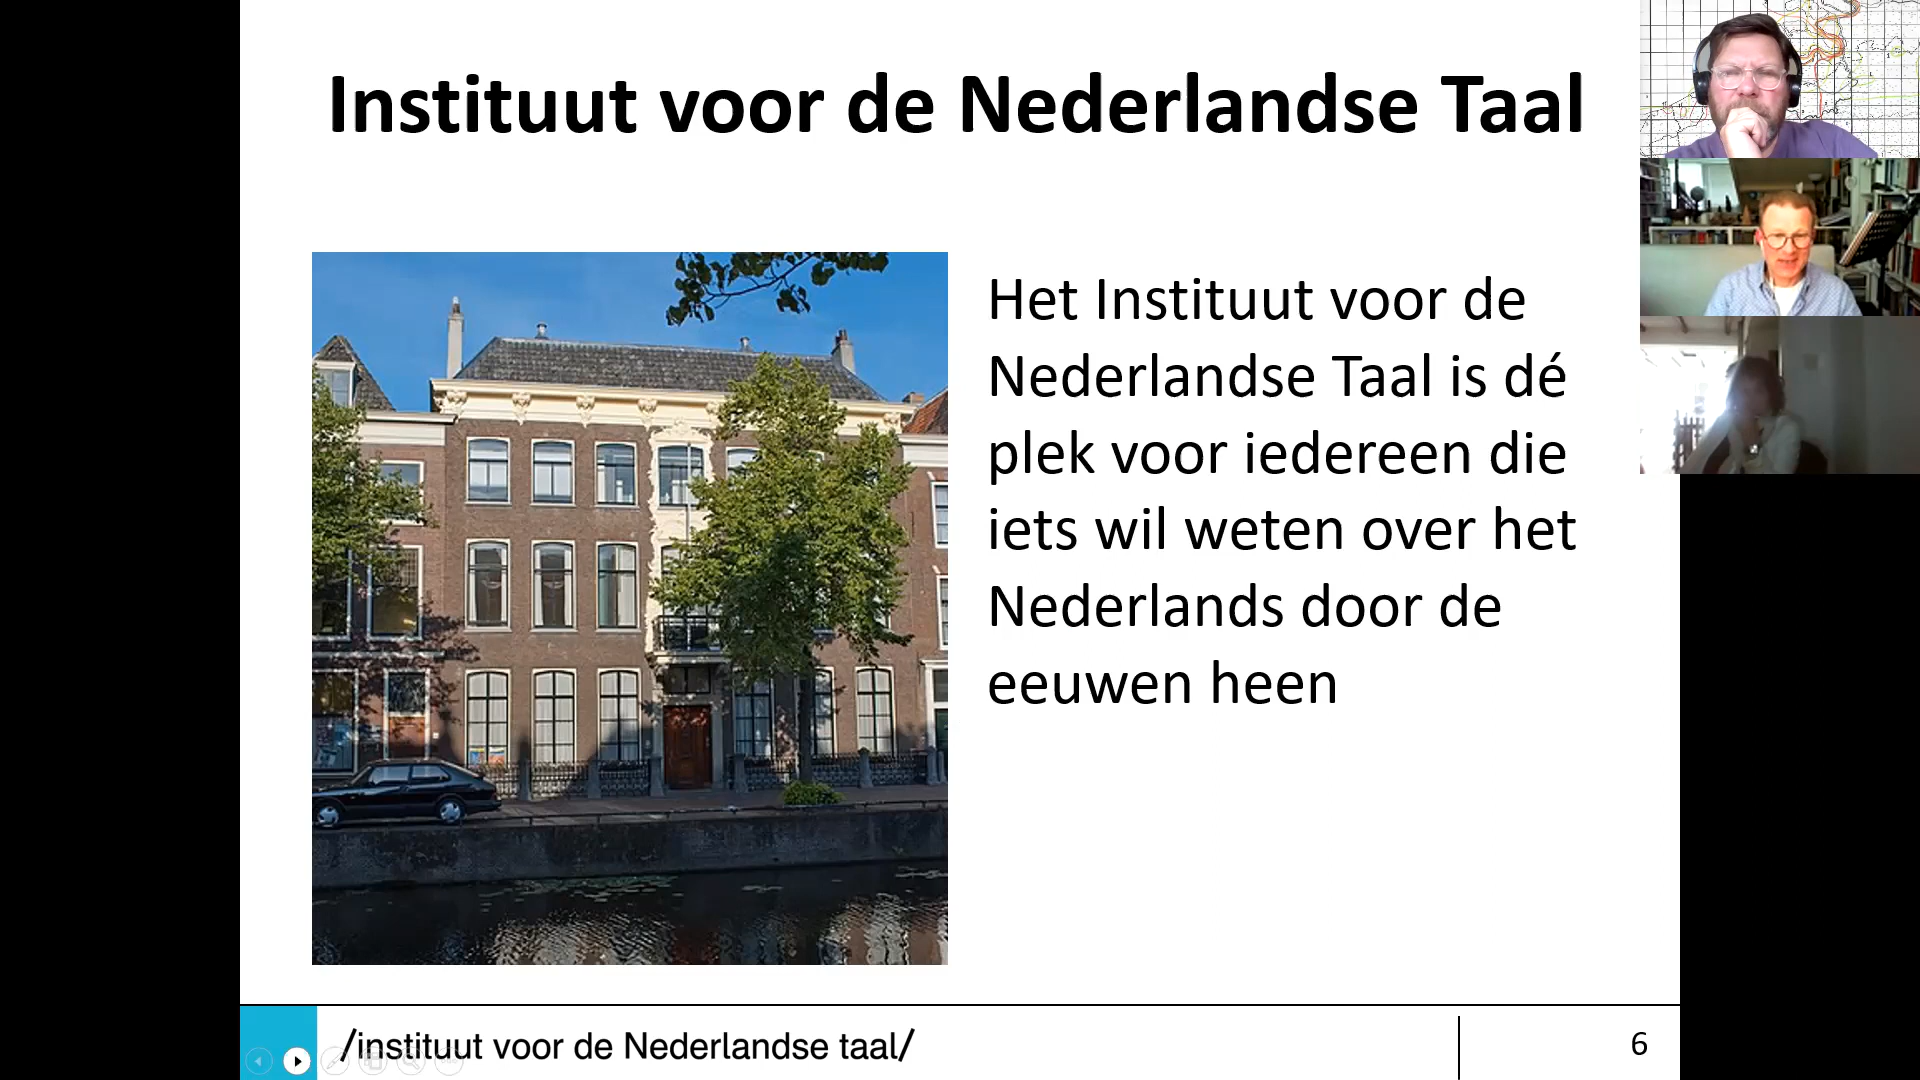 Instituut voor de Nederlandse Taal
Het Instituut voor de
Nederlandse Taal is dé
plek voor iedereen die
iets wil weten over het
Nederlands door de
eeuwen heen
/instituut voor de Nederlandse taal/
6